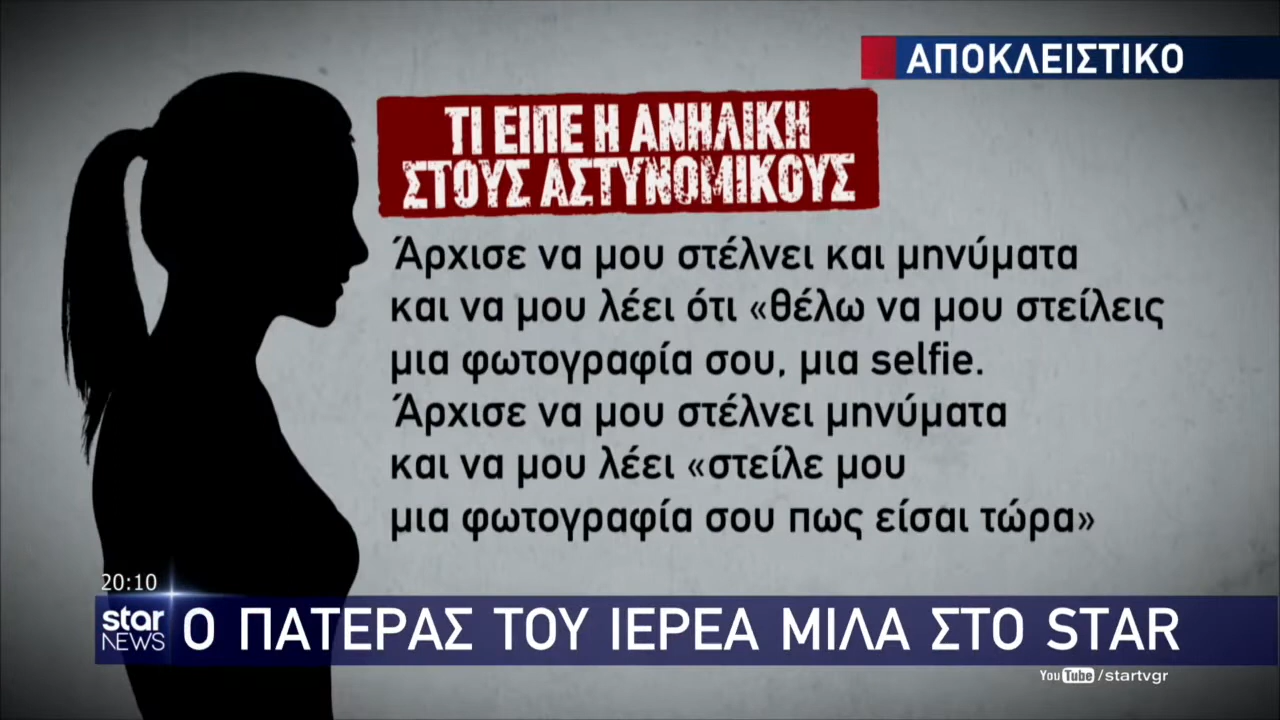 ΑΠΟΚΛΕΙΣΤΙΚΟ
ΤΙ ΕΙΠΕ Η ΑΝΗΛΙΚΗ
ΣΤΟΥΣ ΑΣΤΥΝΟΜΙΚΟΥΣ
Άρχισε να μου στέλνει και μηνύματα
και να μου λέει ότι «θέλω να μου στείλεις
μια φωτογραφία σου, μια selfie.
Άρχισε να μου στέλνει μηνύματα
και να μου λέει «στείλε μου
μια φωτογραφία σου πως είσαι τώρα»
20:10
star
NEWS
Ο ΠΑΤΕΡΑΣ ΤΟΥ ΙΕΡΕΑ ΜΙΛΑ ΣΤΟ STAR
YouTube /startvgr